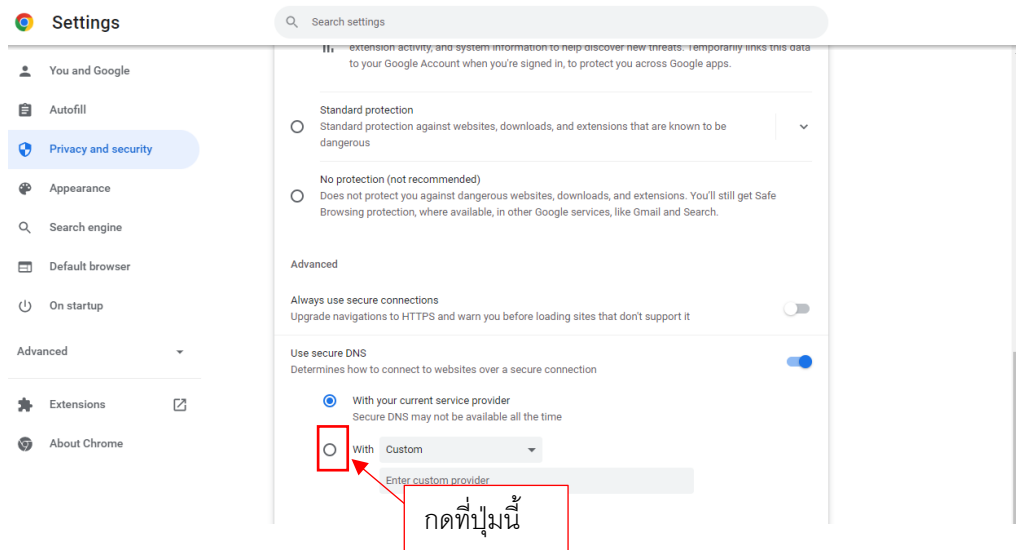 Settings
Search settings
You and Google
Autofill
Privacy and security
Appearance
Search engine
Default browser
On startup
Advanced
Extensions
About Chrome
extension activity, and system information to help discover new threats. Temporarily links this data
to your Google Account when you're signed in, to protect you across Google apps.
Standard protection
Standard protection against websites, downloads, and extensions that are known to be
dangerous
No protection (not recommended)
Does not protect you against dangerous websites, downloads, and extensions. You'll still get Safe
Browsing protection, where available, in other Google services, like Gmail and Search.
Advanced
Always use secure connections
Upgrade navigations to HTTPS and warn you before loading sites that don't support it
Use secure DNS
Determines how to connect to websites over a secure connection
With your current service provider
Secure DNS may not be available all the time
With Custom
Enter custom provider
กดที่ปุ่มนี้